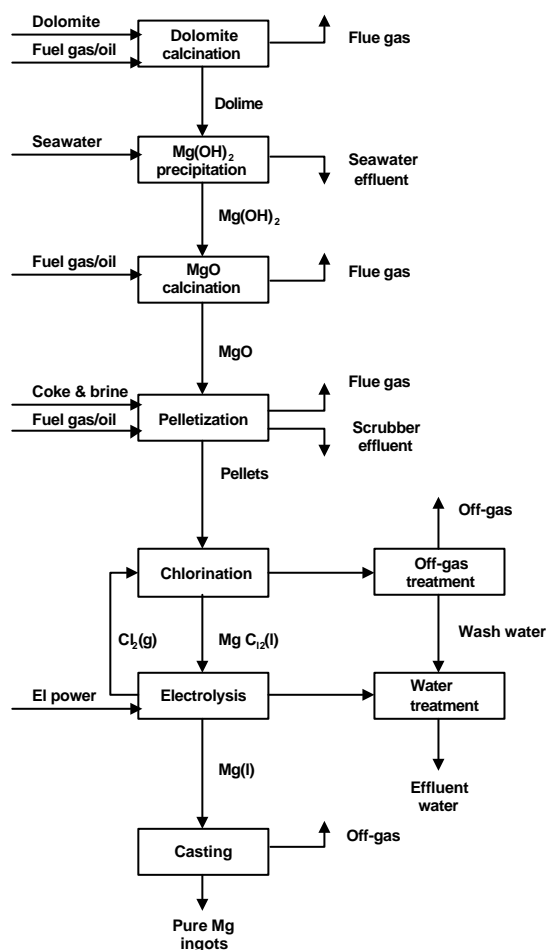 Dolomite
Fuel gas/oil
Dolomite
calcination
Flue gas
Dolime
Seawater
Mg(OH)₂
precipitation
Seawater
effluent
Mg(OH)₂
Fuel gas/oil
MgO
calcination
Flue gas
MgO
Coke & brine
Fuel gas/oil
Pelletization
Flue gas
Scrubber
effluent
Pellets
Off-gas
Chlorination
Off-gas
treatment
Cl₂(g)
Mg C₁₂(l)
Wash water
El power
Electrolysis
Water
treatment
Mg(l)
Effluent
water
Casting
Off-gas
Pure Mg
ingots